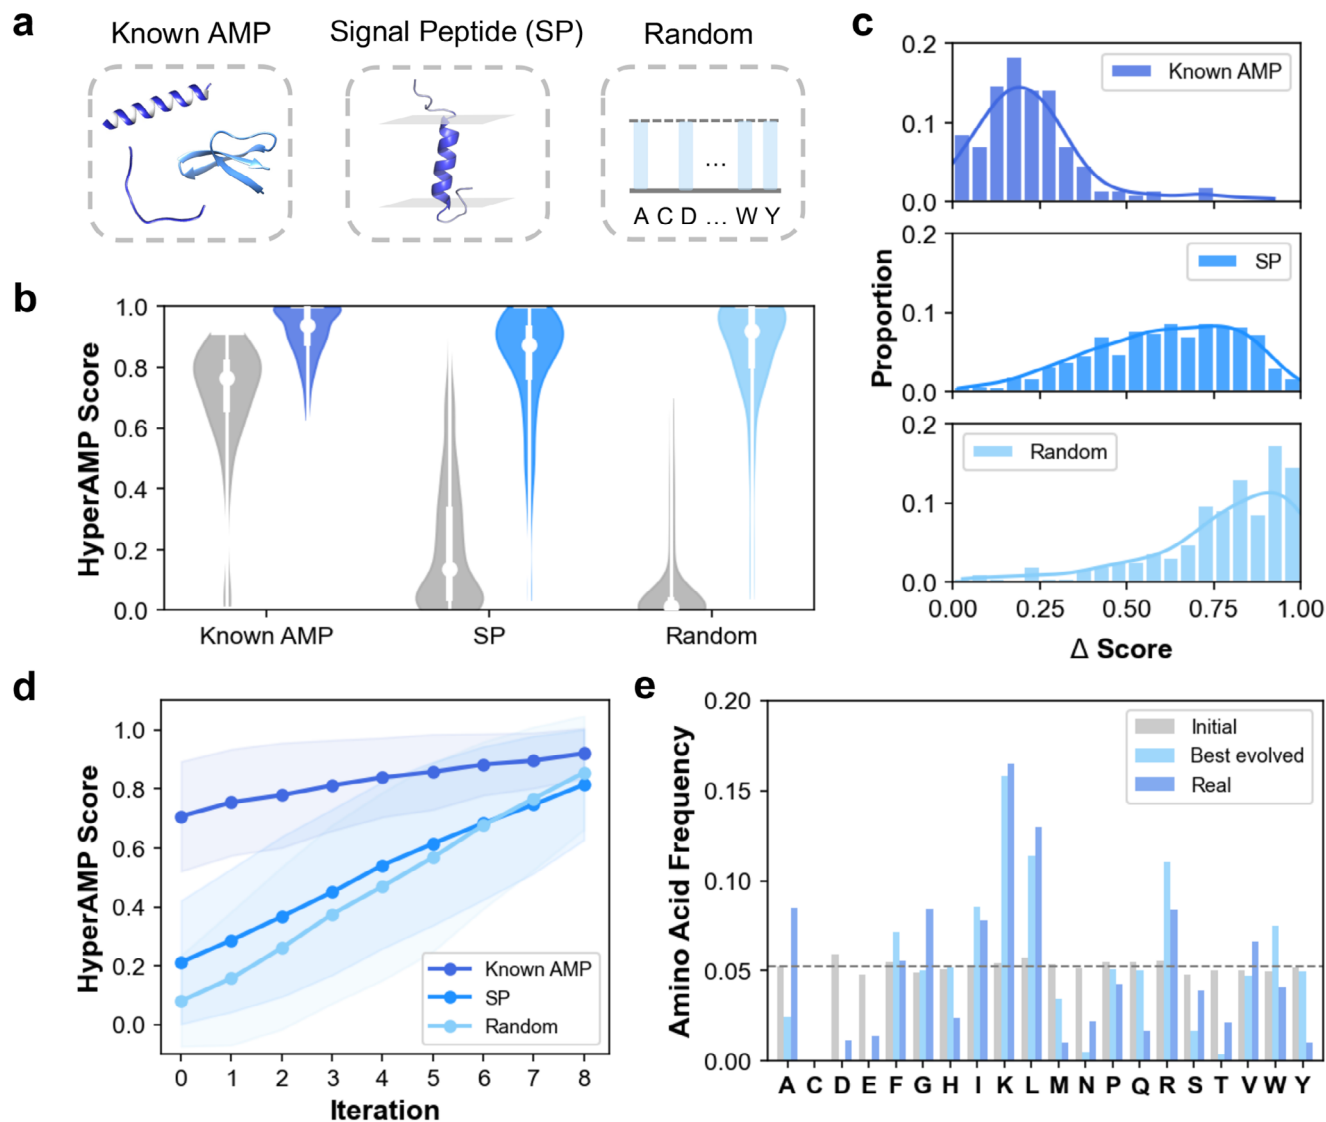 a
Known AMP
Signal Peptide (SP)
Random
...
A C D ... W Y
b
HyperAMP Score
1.0
0.8
0.6
0.4
0.2
0.0
Known AMP
SP
Random
c
Proportion
0.2
0.1
0.0
Known AMP
0.2
0.1
0.0
SP
0.2
0.1
0.0
Random
0.00 0.25 0.50 0.75 1.00
Δ Score
d
HyperAMP Score
1.0
0.8
0.6
0.4
0.2
0.0
Known AMP
SP
Random
0 1 2 3 4 5 6 7 8
Iteration
e
Amino Acid Frequency
0.20
0.15
0.10
0.05
0.00
Initial
Best evolved
Real
A C D E F G H I K L M N P Q R S T V W Y